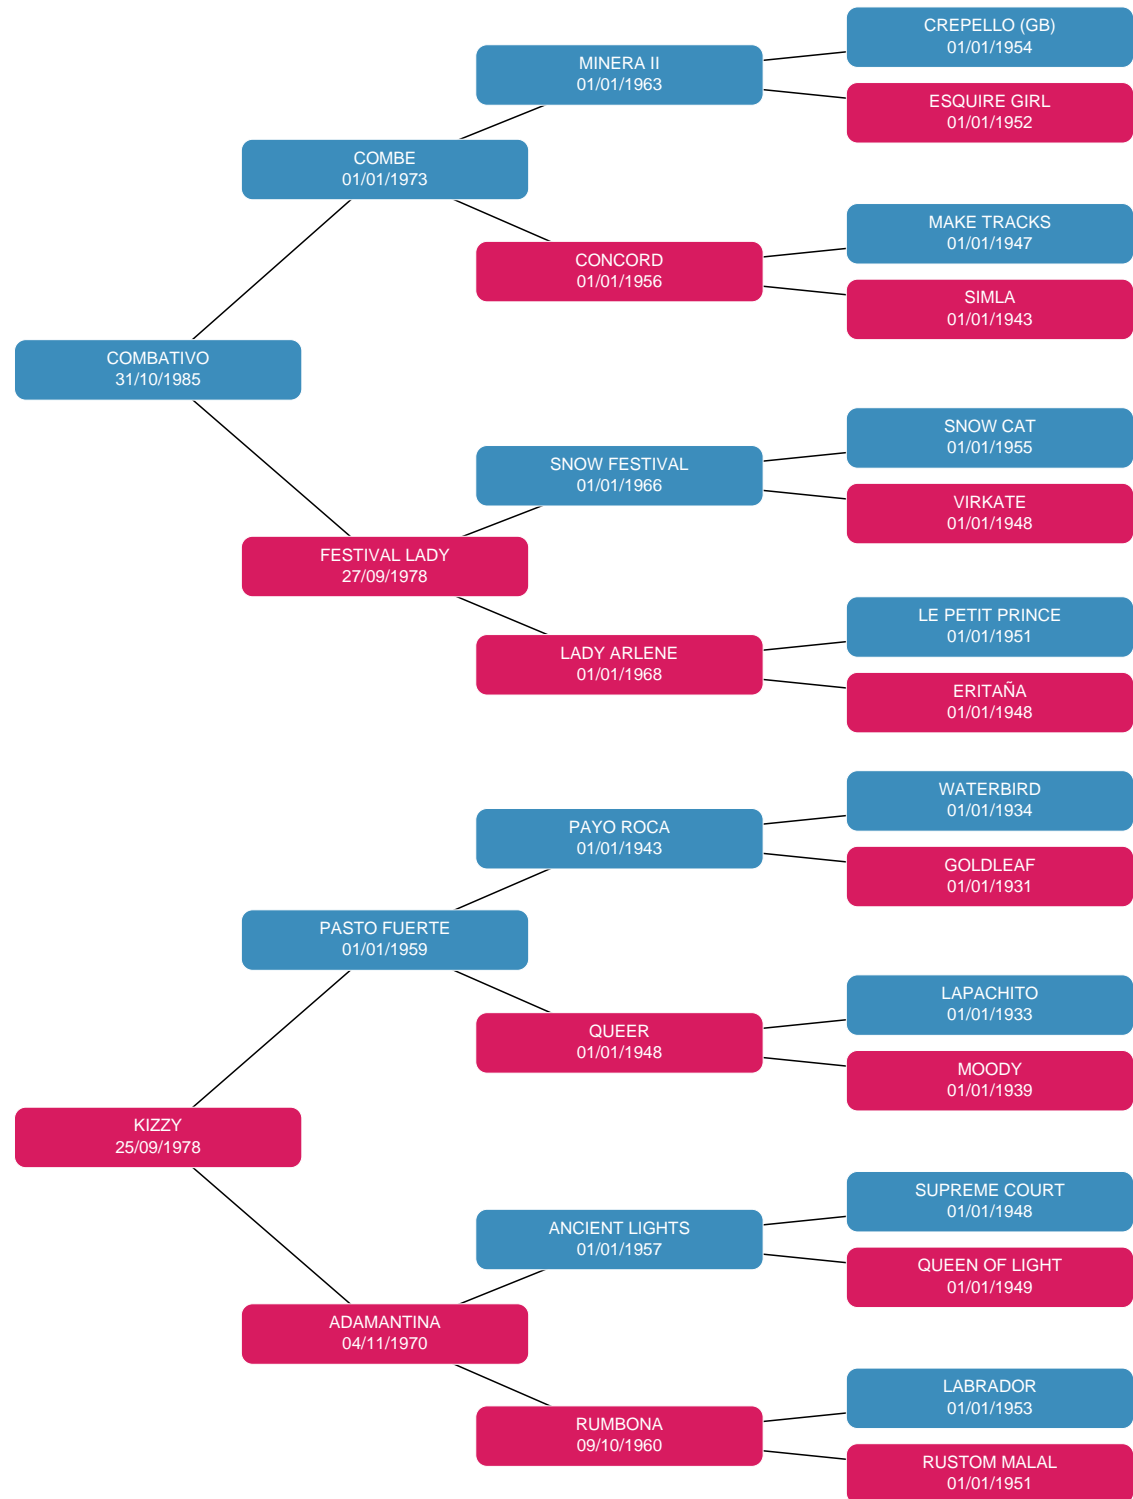 CREPELLO (GB)
01/01/1954
MINERA II
01/01/1963
ESQUIRE GIRL
01/01/1952
COMBE
01/01/1973
MAKE TRACKS
01/01/1947
CONCORD
01/01/1956
SIMLA
01/01/1943
COMBATIVO
31/10/1985
SNOW CAT
01/01/1955
SNOW FESTIVAL
01/01/1966
VIRKATE
01/01/1948
FESTIVAL LADY
27/09/1978
LE PETIT PRINCE
01/01/1951
LADY ARLENE
01/01/1968
ERITAÑA
01/01/1948
WATERBIRD
01/01/1934
PAYO ROCA
01/01/1943
GOLDLEAF
01/01/1931
PASTO FUERTE
01/01/1959
LAPACHITO
01/01/1933
QUEER
01/01/1948
MOODY
01/01/1939
KIZZY
25/09/1978
SUPREME COURT
01/01/1948
ANCIENT LIGHTS
01/01/1957
QUEEN OF LIGHT
01/01/1949
ADAMANTINA
04/11/1970
LABRADOR
01/01/1953
RUMBONA
09/10/1960
RUSTOM MALAL
01/01/1951